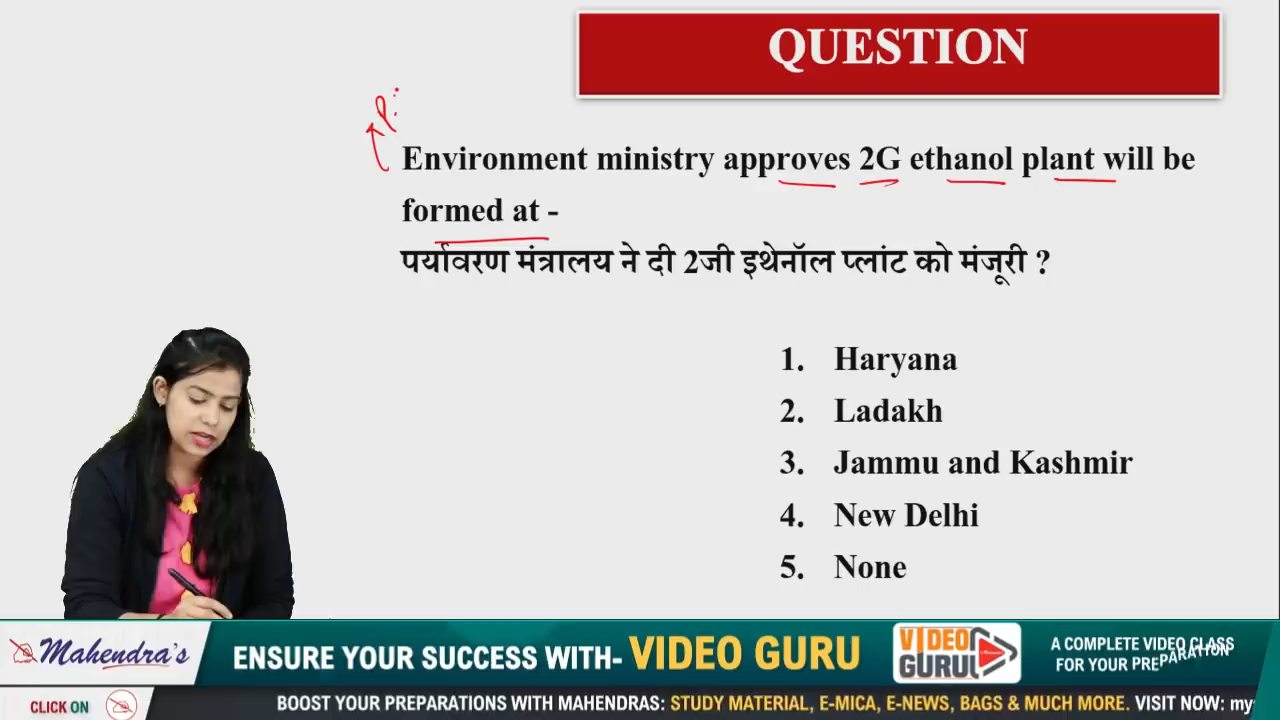 QUESTION
P:
Environment ministry approves 2G ethanol plant will be
formed at -
पर्यावरण मंत्रालय ने दी 2जी इथेनॉल प्लांट को मंजूरी ?
1. Haryana
2. Ladakh
3. Jammu and Kashmir
4. New Delhi
5. None
Mahendra's
ENSURE YOUR SUCCESS WITH- VIDEO GURU
VIDEO
GURU
A COMPLETE VIDEO CLASS
FOR YOUR PREPARATION
CLICK ON
BOOST YOUR PREPARATIONS WITH MAHENDRAS: STUDY MATERIAL, E-MICA, E-NEWS, BAGS & MUCH MORE. VISIT NOW: my